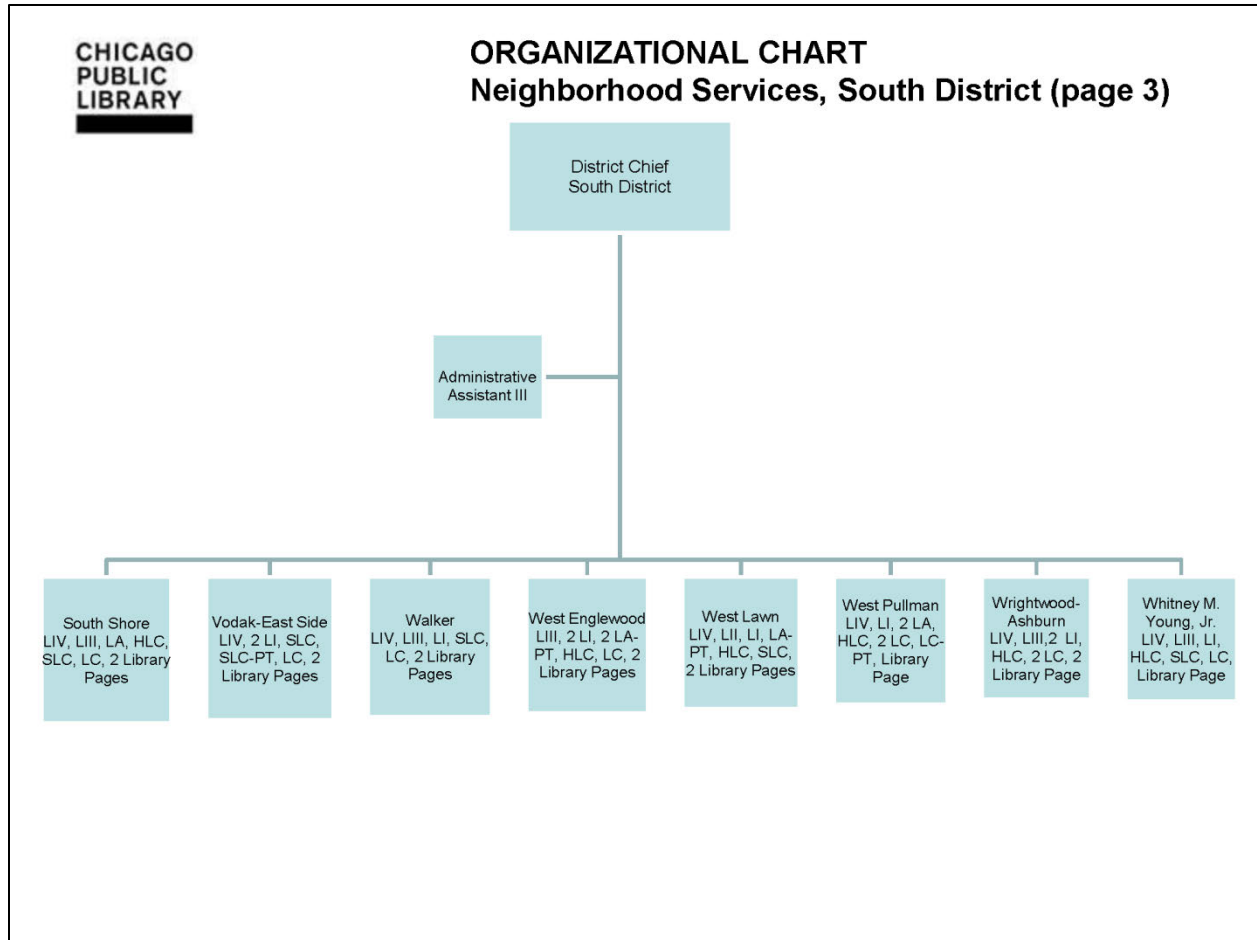 CHICAGO
PUBLIC
LIBRARY
ORGANIZATIONAL CHART
Neighborhood Services, South District (page 3)
District Chief
South District
Administrative
Assistant III
South Shore
LIV, LIII, LA, HLC,
SLC, LC, 2 Library
Pages
Vodak-East Side
LIV, 2 LI, SLC,
SLC-PT, LC, 2
Library Pages
Walker
LIV, LIII, LI, SLC,
LC, 2 Library
Pages
West Englewood
LIII, 2 LI, 2 LA-
PT, HLC, LC, 2
Library Pages
West Lawn
LIV, LII, LI, LA-
PT, HLC, SLC,
2 Library Pages
West Pullman
LIV, LI, 2 LA,
HLC, 2 LC, LC-
PT, Library
Page
Wrightwood-
Ashburn
LIV, LIII,2 LI,
HLC, 2 LC, 2
Library Page
Whitney M.
Young, Jr.
LIV, LIII, LI,
HLC, SLC, LC,
Library Page